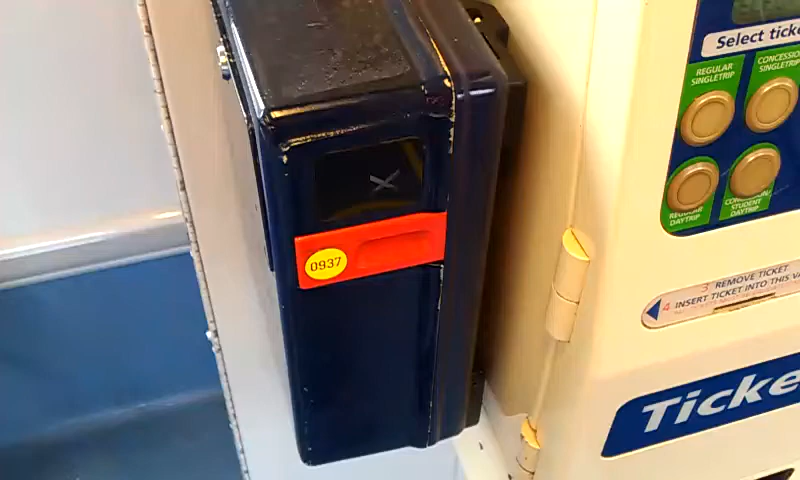 Select ticke
REGULAR
SINGLETRIP
CONCESSION
SINGLETRIP
REGULAR
DAYTRIP
CONCESSION/
STUDENT
DAYTRIP
0937
3 REMOVE TICKET
4 INSERT TICKET INTO THIS VA
Ticke